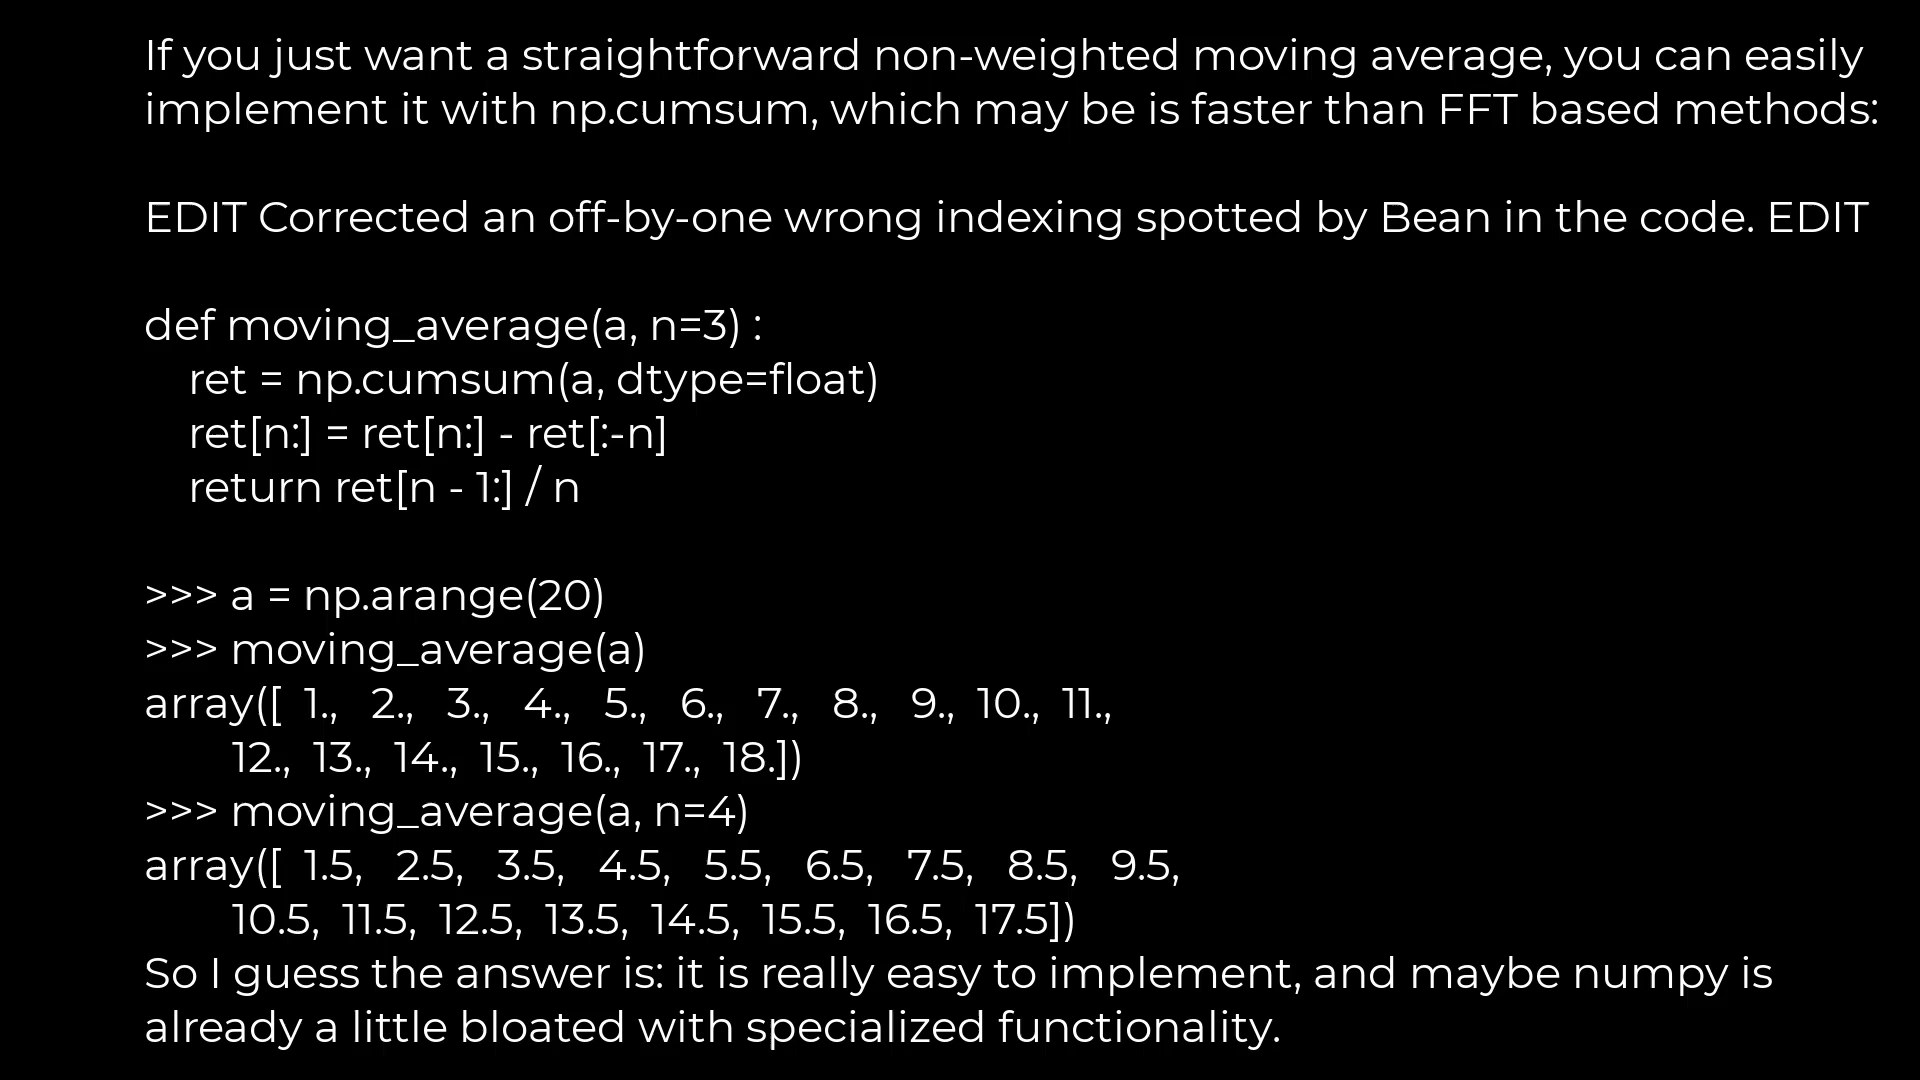 If you just want a straightforward non-weighted moving average, you can easily
implement it with np.cumsum, which may be is faster than FFT based methods:
EDIT Corrected an off-by-one wrong indexing spotted by Bean in the code. EDIT
def moving_average(a, n=3) :
    ret = np.cumsum(a, dtype=float)
    ret[n:] = ret[n:] - ret[:-n]
    return ret[n - 1:] / n
>>> a = np.arange(20)
>>> moving_average(a)
array([  1.,   2.,   3.,   4.,   5.,   6.,   7.,   8.,   9.,  10.,  11.,
        12.,  13.,  14.,  15.,  16.,  17.,  18.])
>>> moving_average(a, n=4)
array([  1.5,   2.5,   3.5,   4.5,   5.5,   6.5,   7.5,   8.5,   9.5,
        10.5,  11.5,  12.5,  13.5,  14.5,  15.5,  16.5,  17.5])
So I guess the answer is: it is really easy to implement, and maybe numpy is
already a little bloated with specialized functionality.